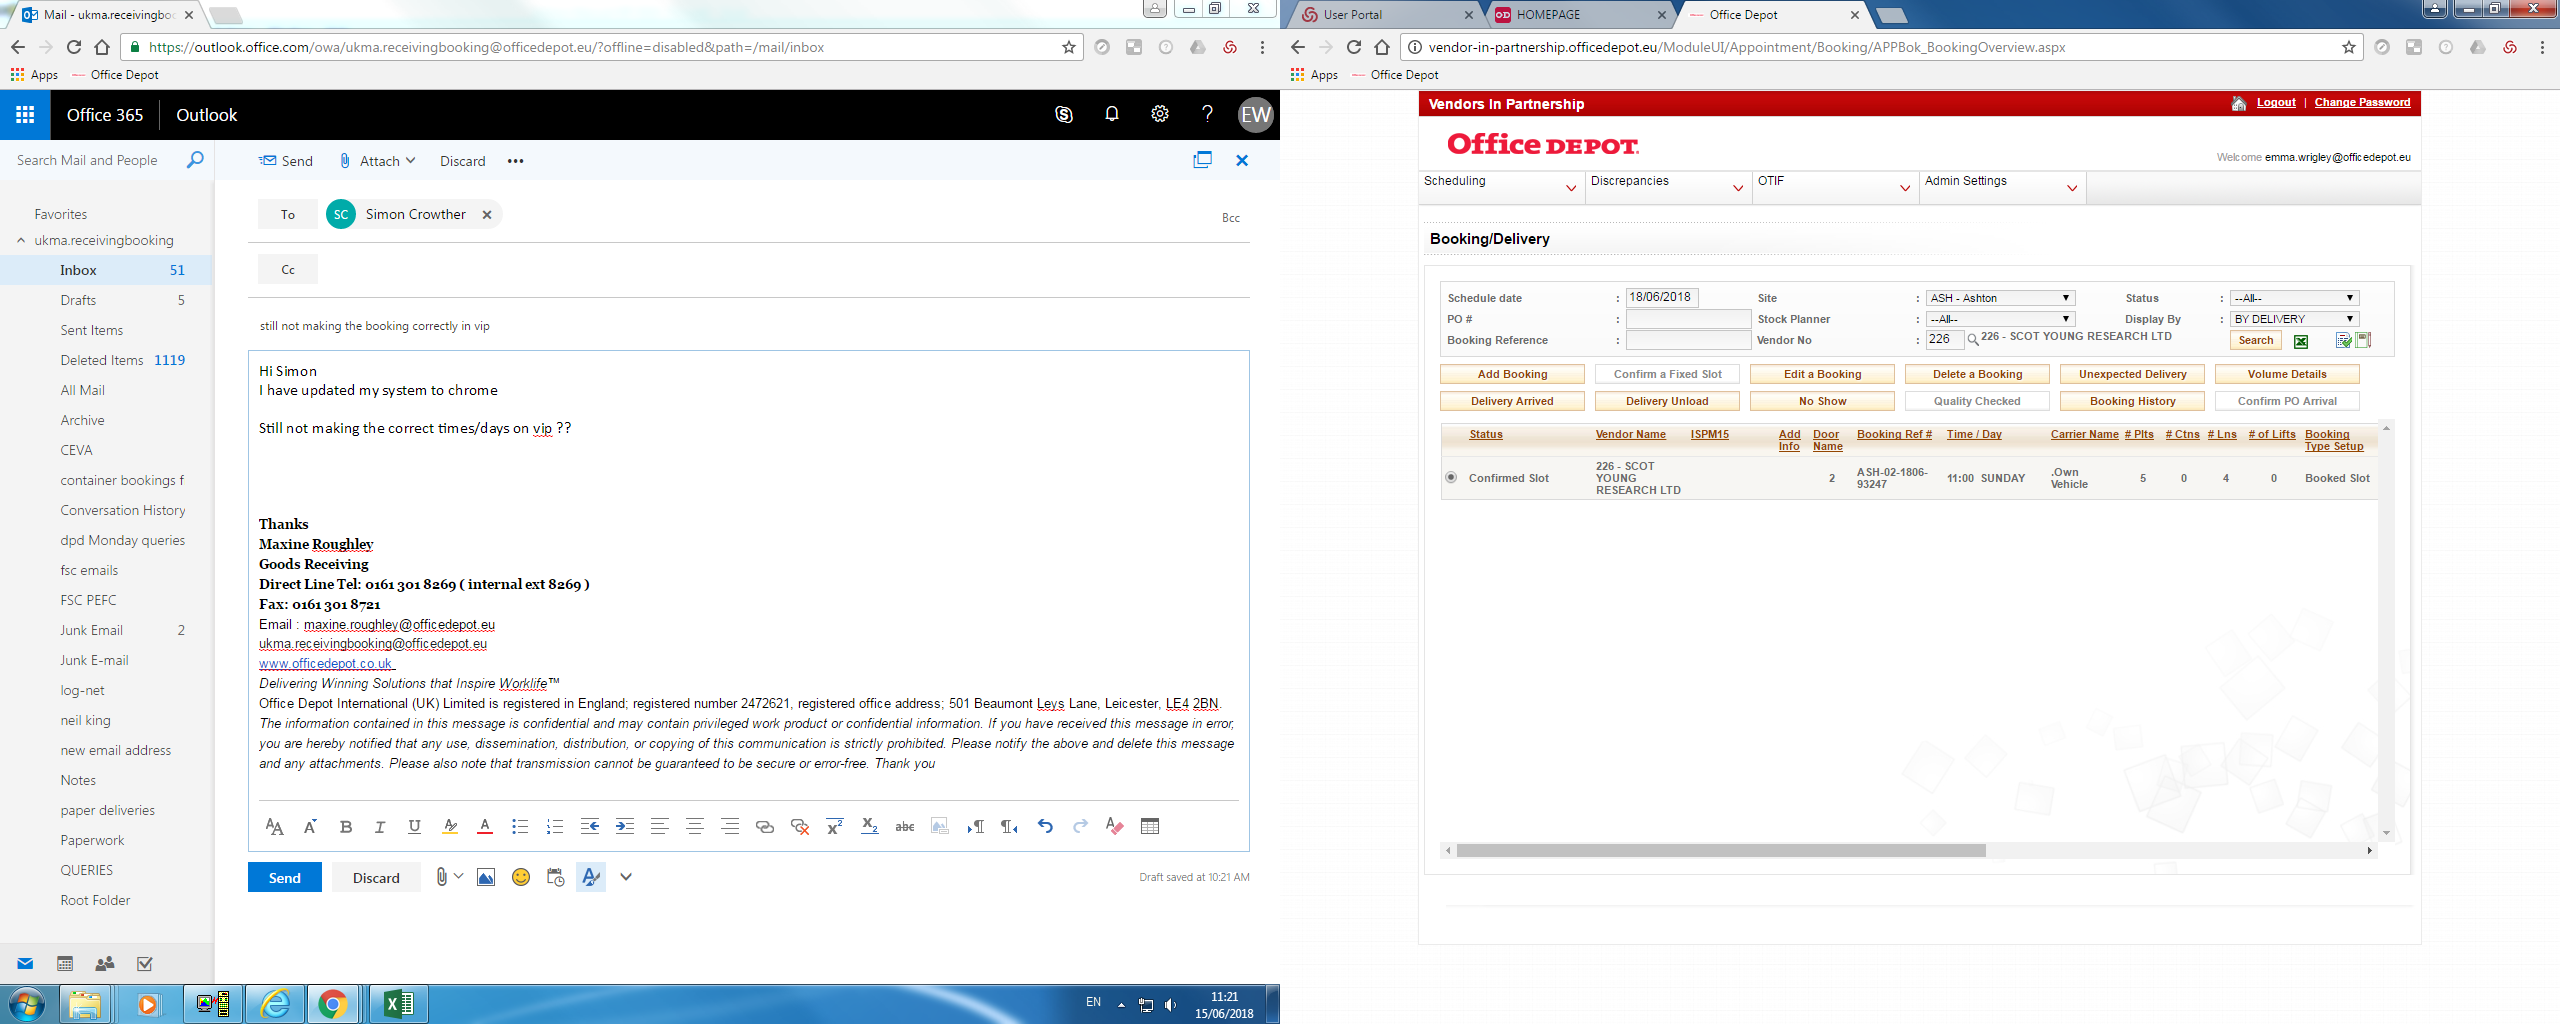 Mail - ukma.receivingboo
https://outlook.office.com/owa/ukma.receivingbooking@officedepot.eu/?offline=disabled&path=/mail/inbox
Apps
Office Depot
Office 365
Outlook
EW
Search Mail and People
Send
Attach
Discard
Favorites
ukma.receivingbooking
Inbox 51
Drafts 5
Sent Items
Deleted Items 1119
All Mail
Archive
CEVA
container bookings f
Conversation History
dpd Monday queries
fsc emails
FSC PEFC
Junk Email 2
Junk E-mail
log-net
neil king
new email address
Notes
paper deliveries
Paperwork
QUERIES
Root Folder
To
SC
Simon Crowther
Bcc
Cc
still not making the booking correctly in vip
Hi Simon
I have updated my system to chrome
Still not making the correct times/days on vip ??
Thanks
Maxine Roughley
Goods Receiving
Direct Line Tel: 0161 301 8269 ( internal ext 8269 )
Fax: 0161 301 8721
Email : maxine.roughley@officedepot.eu
ukma.receivingbooking@officedepot.eu
www.officedepot.co.uk
Delivering Winning Solutions that Inspire Worklife™
Office Depot International (UK) Limited is registered in England; registered number 2472621, registered office address; 501 Beaumont Leys Lane, Leicester, LE4 2BN.
The information contained in this message is confidential and may contain privileged work product or confidential information. If you have received this message in error,
you are hereby notified that any use, dissemination, distribution, or copying of this communication is strictly prohibited. Please notify the above and delete this message
and any attachments. Please also note that transmission cannot be guaranteed to be secure or error-free. Thank you
Send
Discard
Draft saved at 10:21 AM
EN
11:21
15/06/2018
User Portal
OD HOMEPAGE
Office Depot
vendor-in-partnership.officedepot.eu/ModuleUI/Appointment/Booking/APPBok_BookingOverview.aspx
Apps
Office Depot
Vendors In Partnership
Logout | Change Password
Office DEPOT.
Welcome emma.wrigley@officedepot.eu
Scheduling
Discrepancies
OTIF
Admin Settings
Booking/Delivery
Schedule date : 18/06/2018 Site : ASH - Ashton Status : --All--
PO # : Stock Planner : --All-- Display By : BY DELIVERY
Booking Reference : Vendor No : 226 226 - SCOT YOUNG RESEARCH LTD Search
Add Booking Confirm a Fixed Slot Edit a Booking Delete a Booking Unexpected Delivery Volume Details
Delivery Arrived Delivery Unload No Show Quality Checked Booking History Confirm PO Arrival
Status Vendor Name ISPM15 Add Info Door Name Booking Ref # Time / Day Carrier Name # Plts # Ctns # Lns # of Lifts Booking Type Setup
Confirmed Slot 226 - SCOT YOUNG RESEARCH LTD 2 ASH-02-1806-93247 11:00 SUNDAY .Own Vehicle 5 0 4 0 Booked Slot